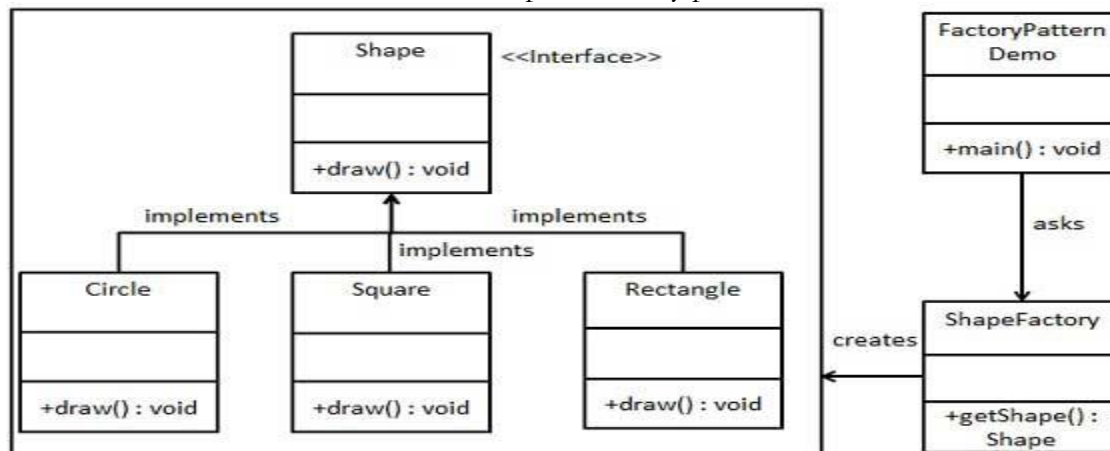 Shape
<<Interface>>
+draw() : void
implements
implements
implements
Circle
+draw() : void
Square
+draw() : void
Rectangle
+draw() : void
FactoryPattern
Demo
+main() : void
asks
ShapeFactory
+getShape() :
Shape
creates